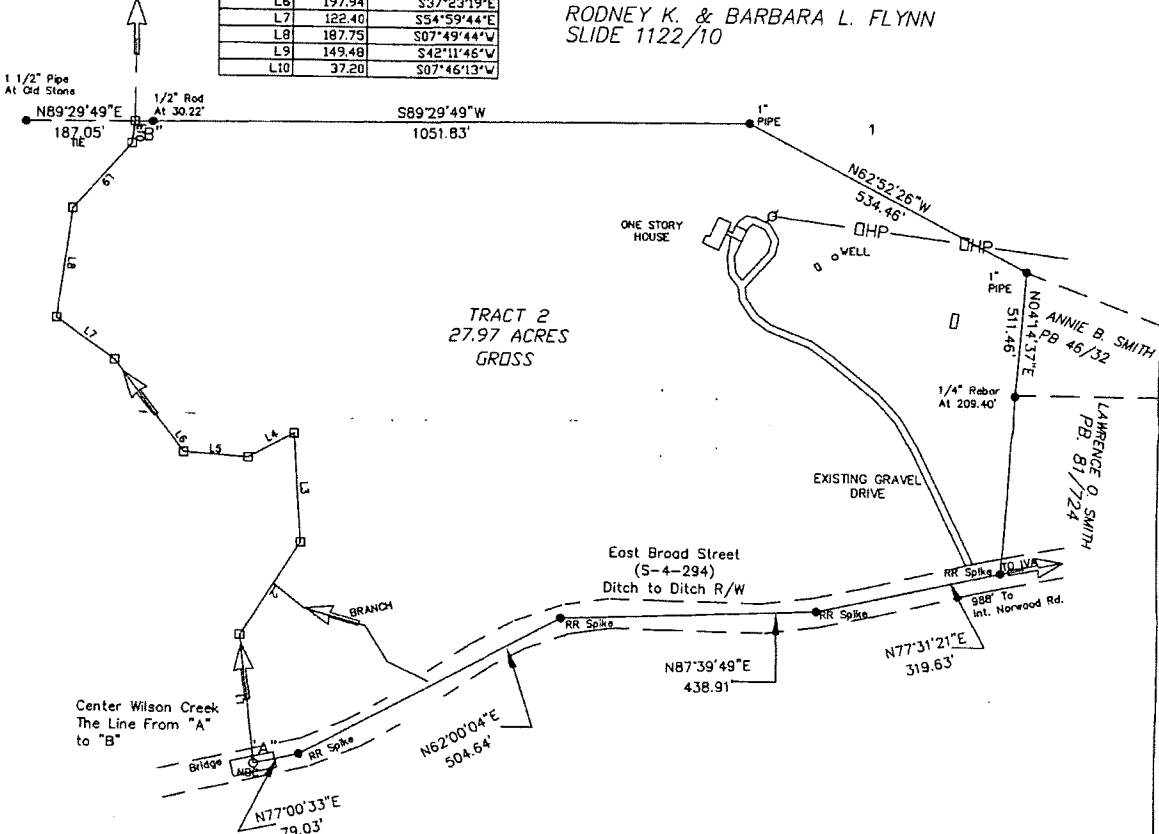 L6 197.94 S37°23'19"E
L7 122.40 S54°59'44"E
L8 187.75 S07°49'44"W
L9 149.48 S42°11'46"W
L10 37.20 S07°46'13"W
RODNEY K. & BARBARA L. FLYNN
SLIDE 1122/10
1 1/2" Pipe
At Old Stone
N89°29'49"E
187.05'
TIE
"B"
1/2" Rod
At 30.22'
S89°29'49"W
1051.83'
1"
PIPE
1
N62°52'26"W
534.46'
ONE STORY
HOUSE
OHP
OHP
WELL
1"
PIPE
N04°14'37"E
511.46'
ANNIE B. SMITH
PB 46/32
1/4" Rebar
At 209.40'
LAWRENCE O. SMITH
PB. 81/724
TRACT 2
27.97 ACRES
GROSS
L9
L8
L7
L6
L5
L4
L3
L1
EXISTING GRAVEL
DRIVE
East Broad Street
(S-4-294)
Ditch to Ditch R/W
BRANCH
RR Spike
RR Spike
RR Spike
RR Spike
988' To
Int. Norwood Rd.
N77°31'21"E
319.63'
N87°39'49"E
438.91'
N62°00'04"E
504.64'
Center Wilson Creek
The Line From "A"
to "B"
"A"
Bridge
N77°00'33"E
79.03'